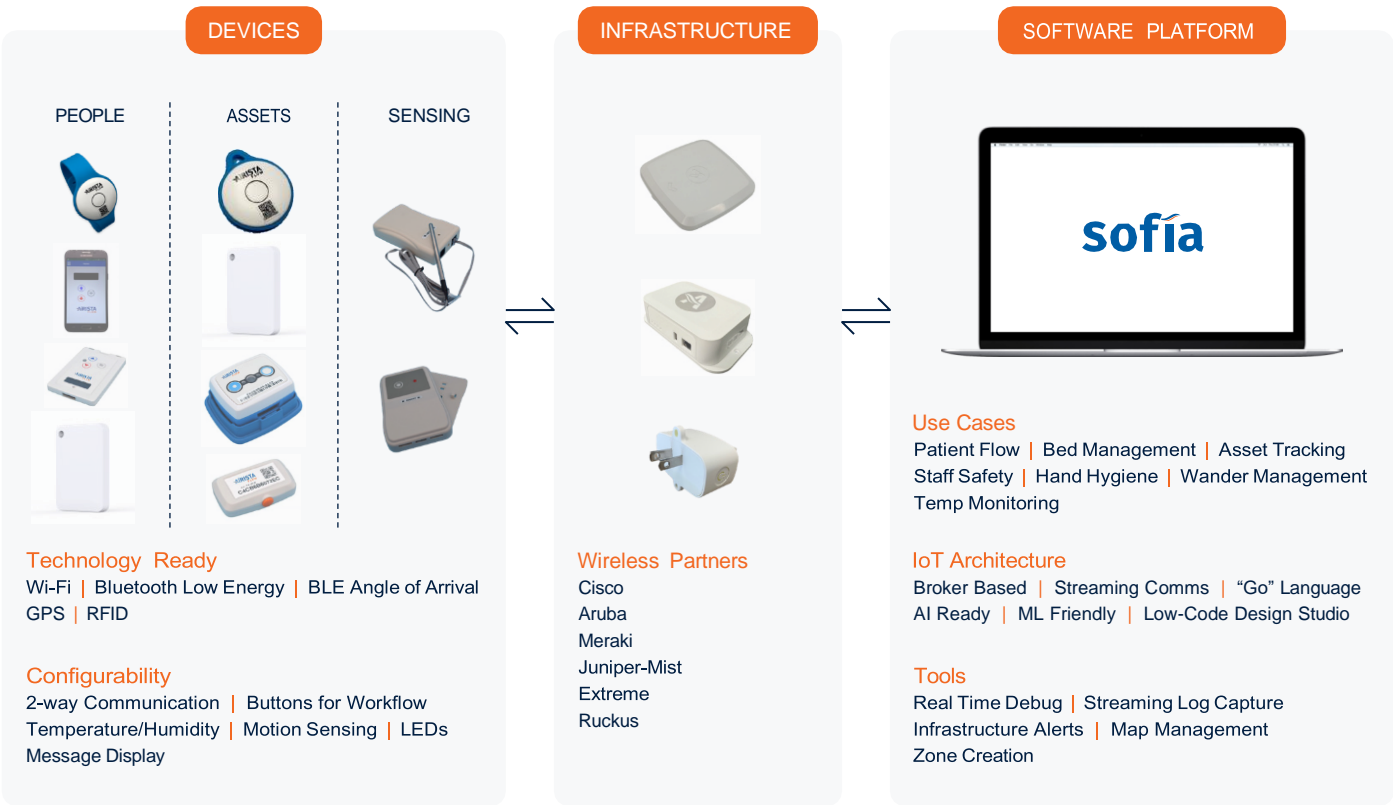 DEVICES
PEOPLE
ASSETS
SENSING
Technology Ready
Wi-Fi | Bluetooth Low Energy | BLE Angle of Arrival
GPS | RFID
Configurability
2-way Communication | Buttons for Workflow
Temperature/Humidity | Motion Sensing | LEDs
Message Display
INFRASTRUCTURE
Wireless Partners
Cisco
Aruba
Meraki
Juniper-Mist
Extreme
Ruckus
SOFTWARE PLATFORM
sofía
Use Cases
Patient Flow | Bed Management | Asset Tracking
Staff Safety | Hand Hygiene | Wander Management
Temp Monitoring
IoT Architecture
Broker Based | Streaming Comms | “Go” Language
AI Ready | ML Friendly | Low-Code Design Studio
Tools
Real Time Debug | Streaming Log Capture
Infrastructure Alerts | Map Management
Zone Creation